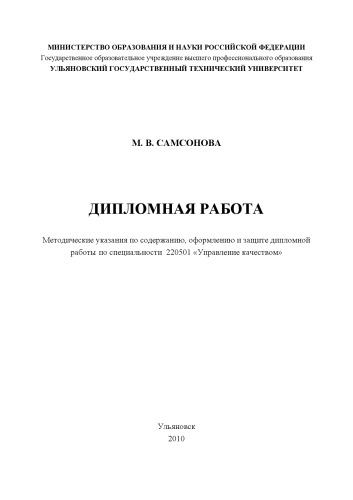 МИНИСТЕРСТВО ОБРАЗОВАНИЯ И НАУКИ РОССИЙСКОЙ ФЕДЕРАЦИИ
Государственное образовательное учреждение высшего профессионального образования
УЛЬЯНОВСКИЙ ГОСУДАРСТВЕННЫЙ ТЕХНИЧЕСКИЙ УНИВЕРСИТЕТ
М. В. САМСОНОВА
ДИПЛОМНАЯ РАБОТА
Методические указания по содержанию, оформлению и защите дипломной
работы по специальности 220501 «Управление качеством»
Ульяновск
2010